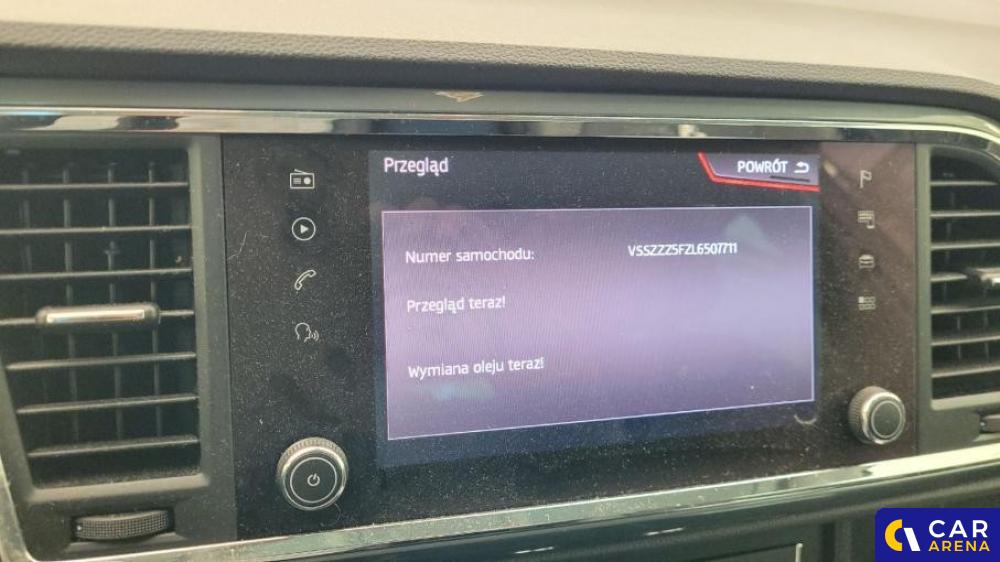 Przegląd
POWRÓT
Numer samochodu: VSSZZZ5FZL6507711
Przegląd teraz!
Wymiana oleju teraz!
CAR
ARENA